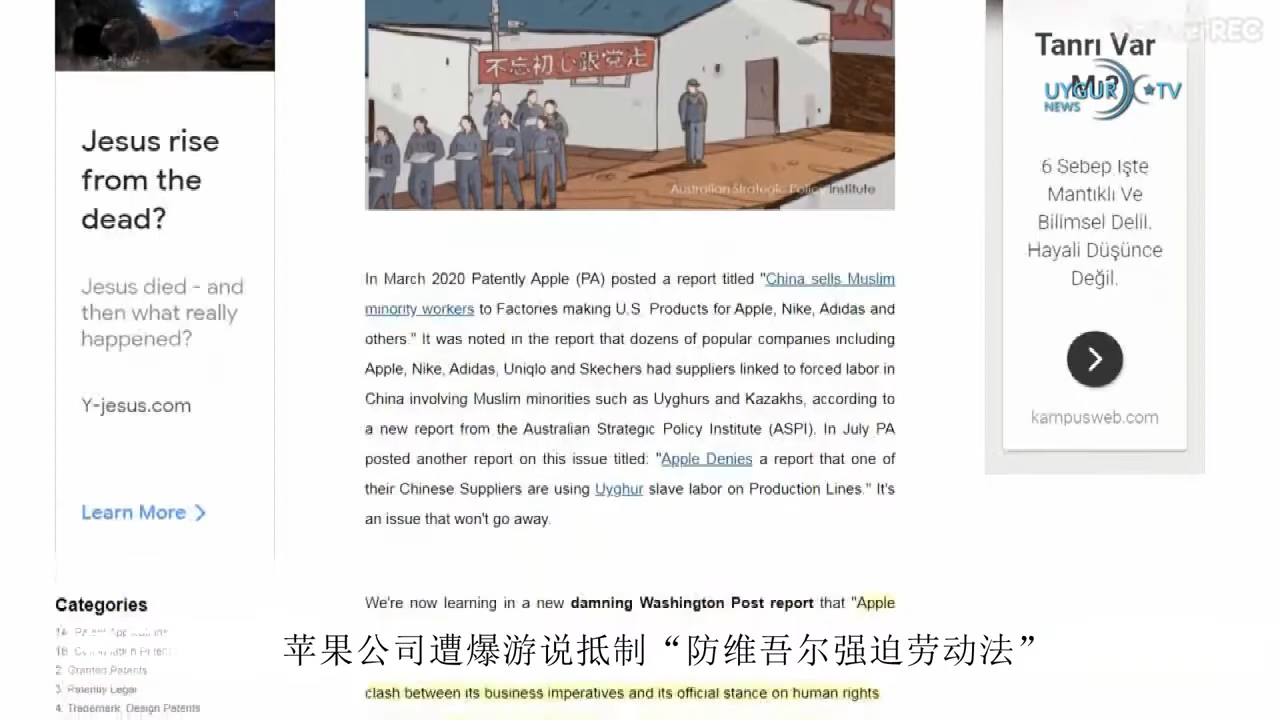 REC
Tanrı Var
Mı?
UYGUR TV
NEWS
6 Sebep Işte
Mantıklı Ve
Bilimsel Delil.
Hayali Düşünce
Değil.
kampusweb.com
不忘初心跟党走
Australian Strategic Policy Institute
Jesus rise
from the
dead?
Jesus died - and
then what really
happened?
Y-jesus.com
Learn More
In March 2020 Patently Apple (PA) posted a report titled "China sells Muslim
minority workers to Factories making U.S Products for Apple, Nike, Adidas and
others." It was noted in the report that dozens of popular companies including
Apple, Nike, Adidas, Uniqlo and Skechers had suppliers linked to forced labor in
China involving Muslim minorities such as Uyghurs and Kazakhs, according to
a new report from the Australian Strategic Policy Institute (ASPI). In July PA
posted another report on this issue titled: "Apple Denies a report that one of
their Chinese Suppliers are using Uyghur slave labor on Production Lines." It's
an issue that won't go away.
We're now learning in a new damning Washington Post report that "Apple
clash between its business imperatives and its official stance on human rights
Categories
2. Granted Patents
3. Patently Legal
4. Trademark, Design Patents
苹果公司遭爆游说抵制“防维吾尔强迫劳动法”